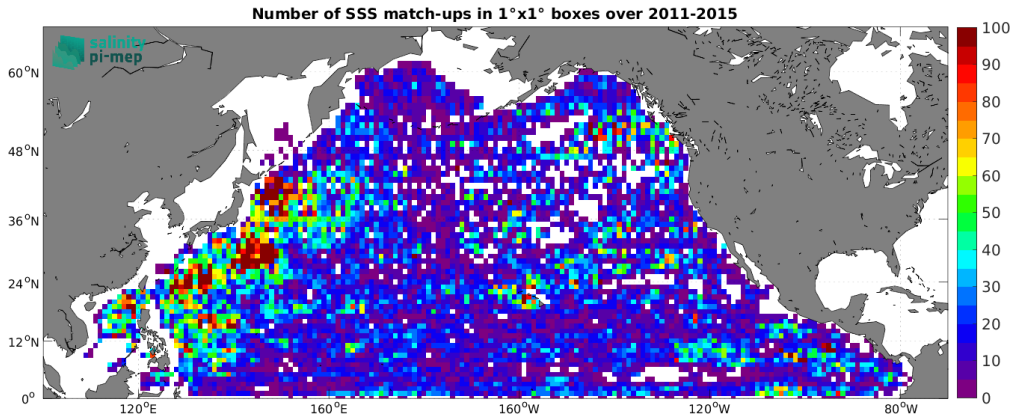 Number of SSS match-ups in 1°x1° boxes over 2011-2015
salinity
pi-mep
60°N
48°N
36°N
24°N
12°N
0°
120°E
160°E
160°W
120°W
80°W
100
90
80
70
60
50
40
30
20
10
0